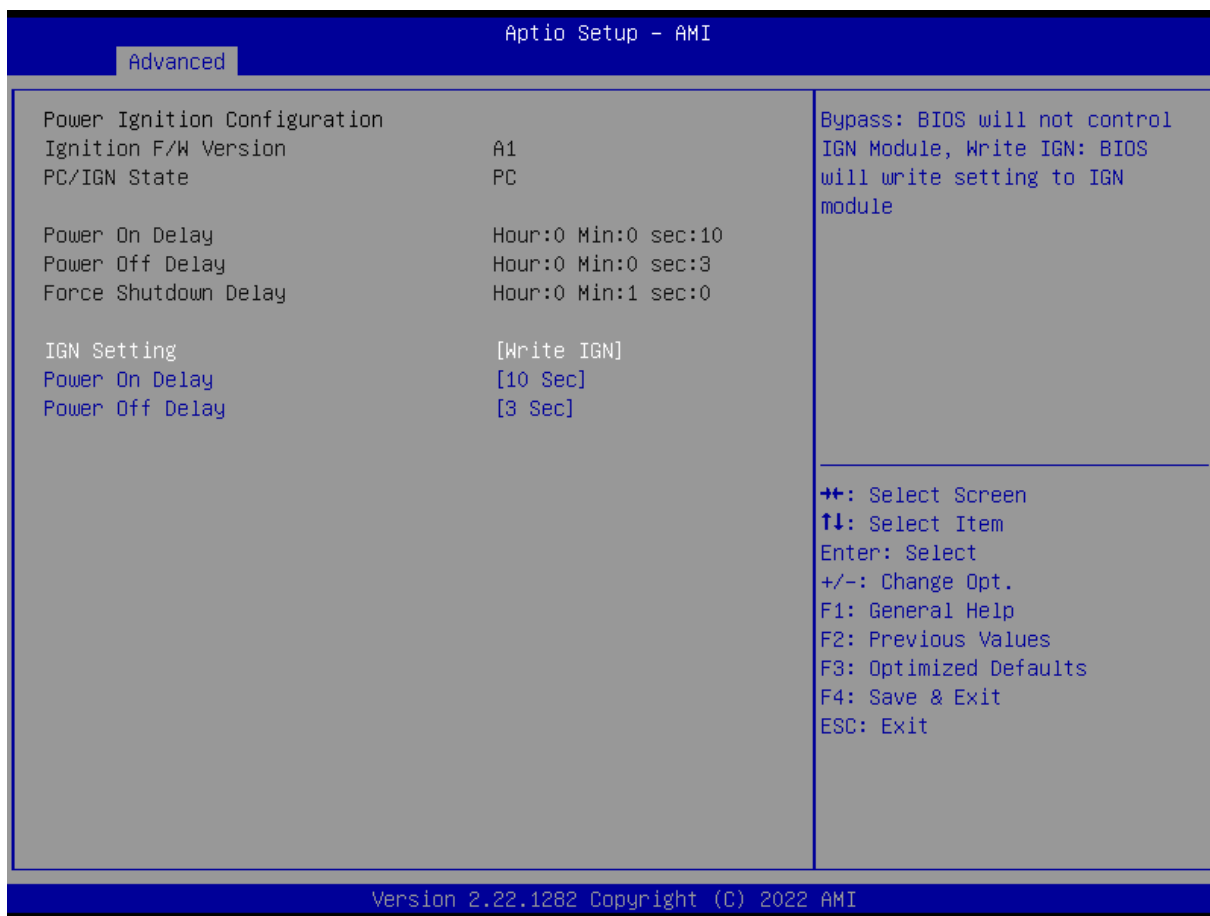 Aptio Setup – AMI
Advanced
Power Ignition Configuration
Ignition F/W Version A1
PC/IGN State PC
Power On Delay Hour:0 Min:0 sec:10
Power Off Delay Hour:0 Min:0 sec:3
Force Shutdown Delay Hour:0 Min:1 sec:0
IGN Setting [Write IGN]
Power On Delay [10 Sec]
Power Off Delay [3 Sec]
Bypass: BIOS will not control
IGN Module, Write IGN: BIOS
will write setting to IGN
module
→←: Select Screen
↑↓: Select Item
Enter: Select
+/-: Change Opt.
F1: General Help
F2: Previous Values
F3: Optimized Defaults
F4: Save & Exit
ESC: Exit
Version 2.22.1282 Copyright (C) 2022 AMI